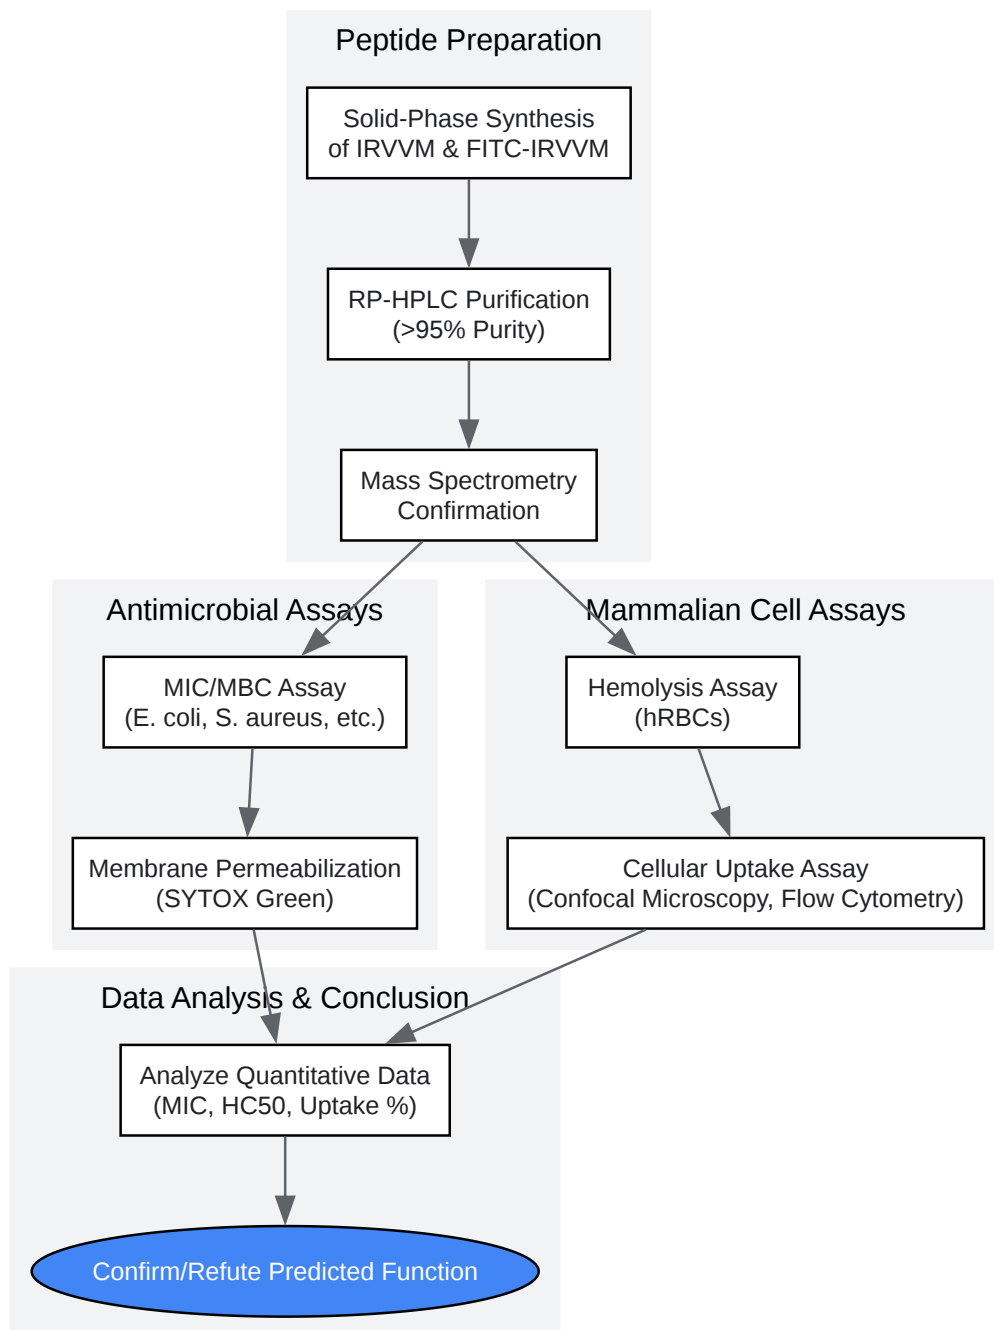 Peptide Preparation
Solid-Phase Synthesis
of IRVVM & FITC-IRVVM
RP-HPLC Purification
(>95% Purity)
Mass Spectrometry
Confirmation
Antimicrobial Assays
MIC/MBC Assay
(E. coli, S. aureus, etc.)
Membrane Permeabilization
(SYTOX Green)
Mammalian Cell Assays
Hemolysis Assay
(hRBCs)
Cellular Uptake Assay
(Confocal Microscopy, Flow Cytometry)
Data Analysis & Conclusion
Analyze Quantitative Data
(MIC, HC50, Uptake %)
Confirm/Refute Predicted Function